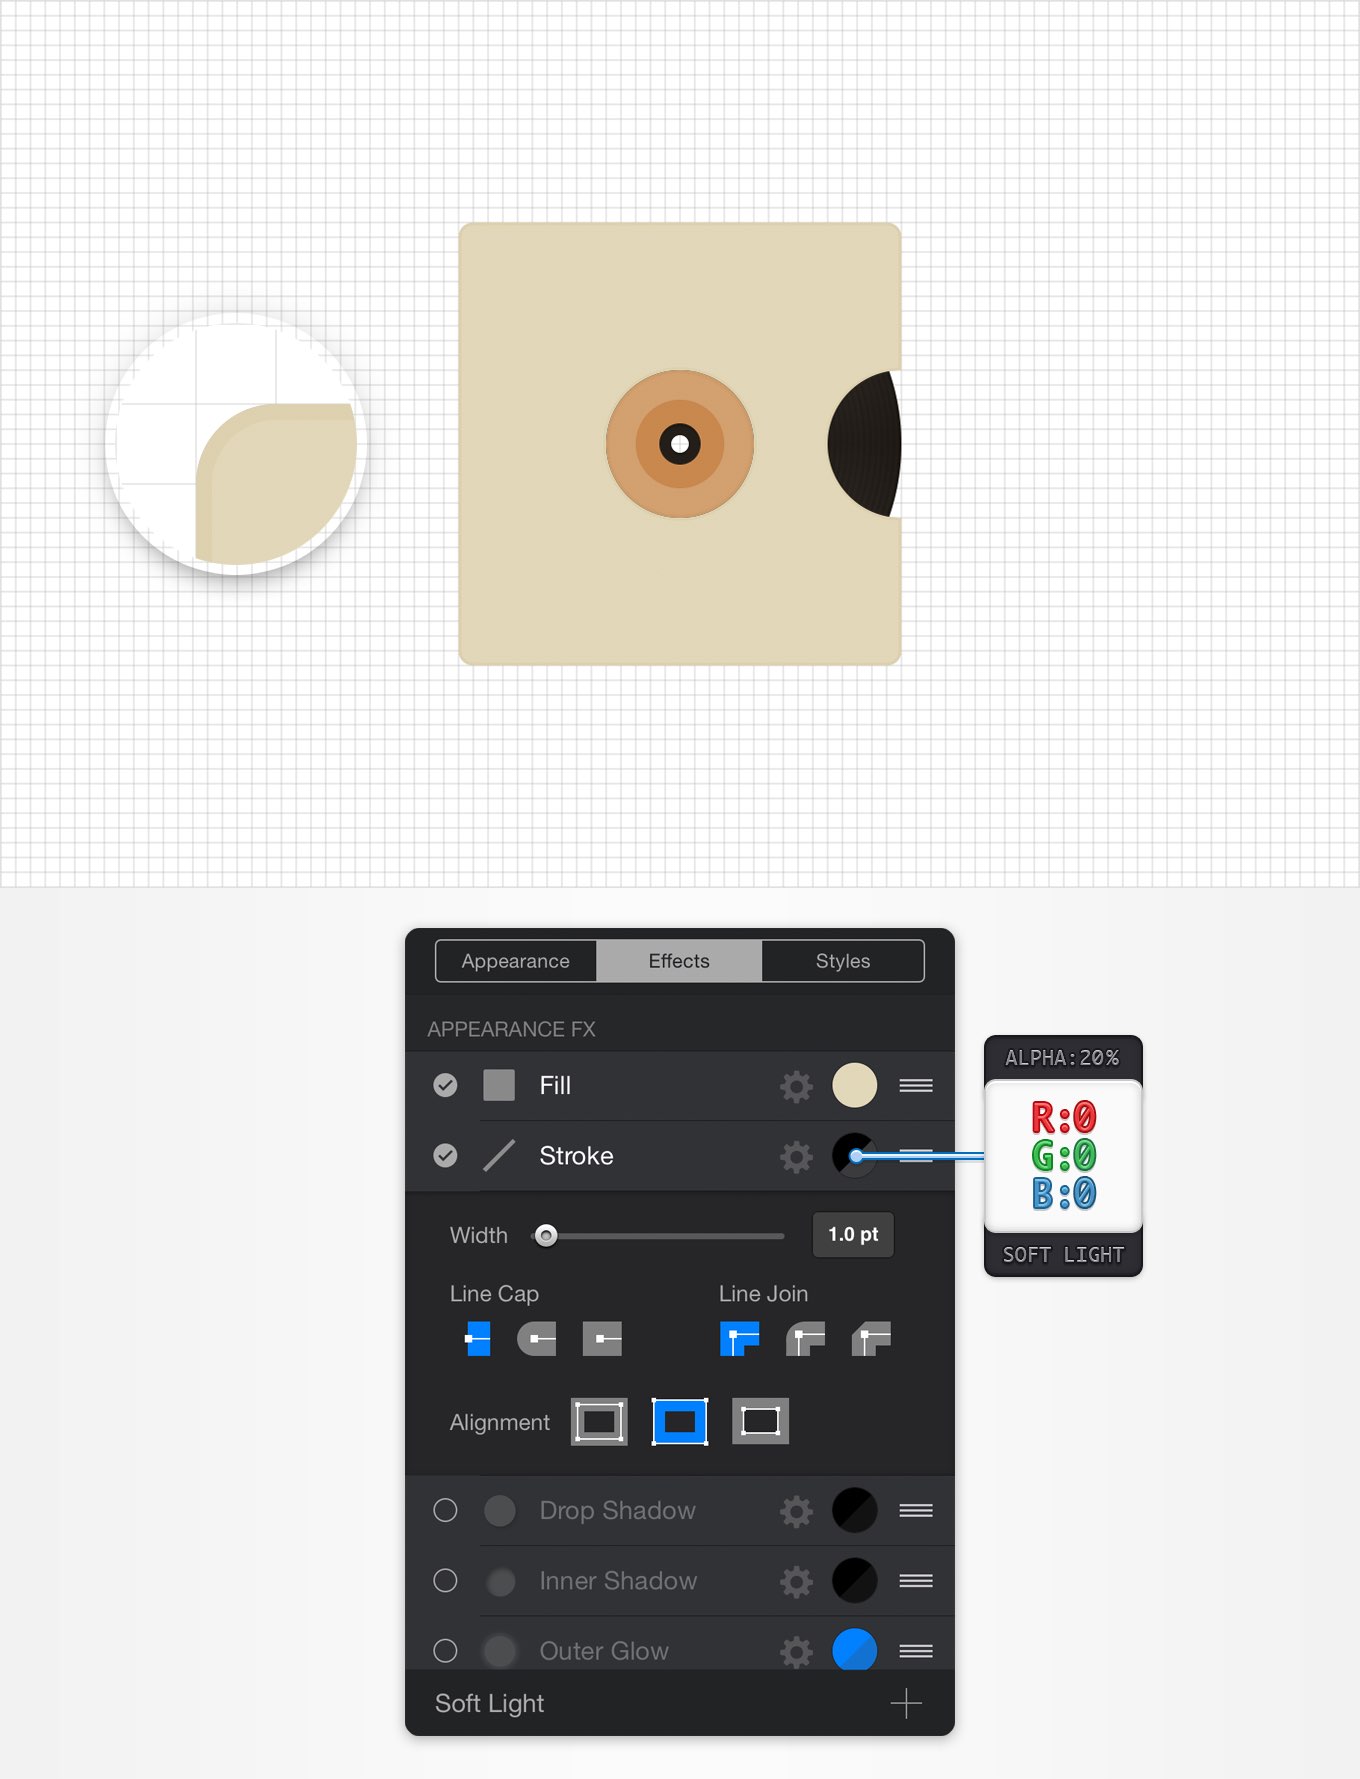 Appearance Effects Styles
APPEARANCE FX
Fill
Stroke
Width 1.0 pt
Line Cap Line Join
Alignment
Drop Shadow
Inner Shadow
Outer Glow
Soft Light
ALPHA:20%
R:0
G:0
B:0
SOFT LIGHT